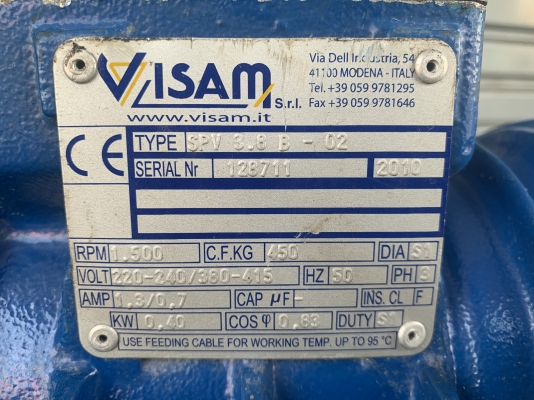 VISAM S.r.l.
www.visam.it
Via Dell Industria, 54
41100 MODENA - ITALY
Tel. +39 059 9781295
Fax +39 059 9781646
CE
TYPE SPV 3.8 B - 02
SERIAL Nr 128711 2010
RPM 1.500 C.F.KG 450 DIA S1
VOLT 220-240/380-415 HZ 50 PH 3
AMP 1,3/0,7 CAP µF - INS. CL F
KW 0,40 COS φ 0,63 DUTY S1
USE FEEDING CABLE FOR WORKING TEMP. UP TO 95 °C